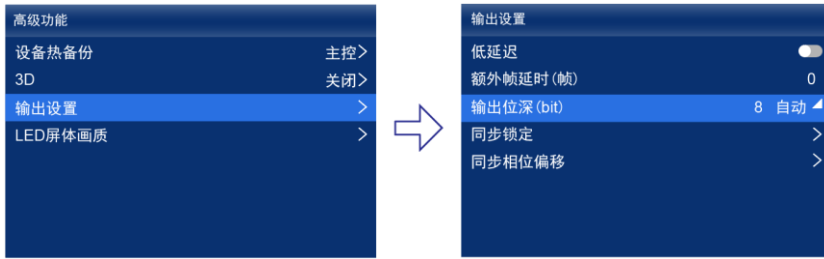 高级功能
设备热备份 主控>
3D 关闭>
输出设置 >
LED屏体画质 >
输出设置
低延迟
额外帧延时(帧) 0
输出位深(bit) 8 自动
同步锁定 >
同步相位偏移 >